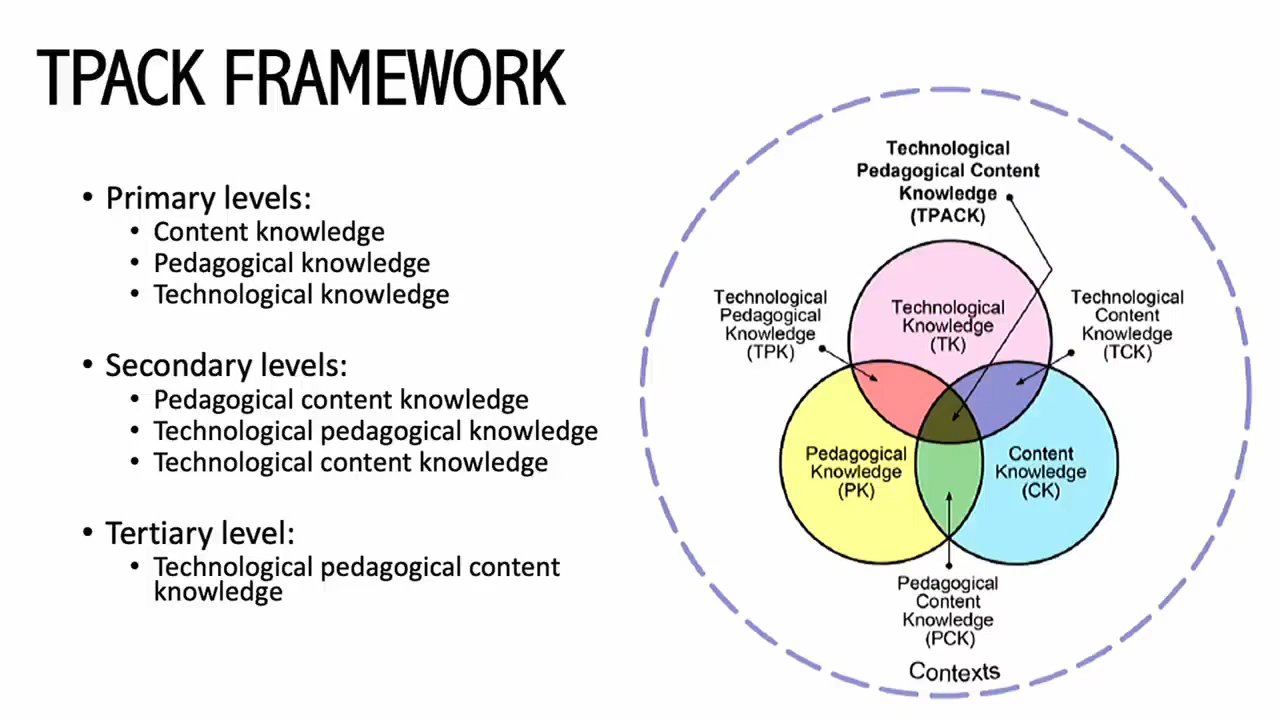 TPACK FRAMEWORK
• Primary levels:
• Content knowledge
• Pedagogical knowledge
• Technological knowledge
• Secondary levels:
• Pedagogical content knowledge
• Technological pedagogical knowledge
• Technological content knowledge
• Tertiary level:
• Technological pedagogical content
knowledge
Technological
Pedagogical Content
Knowledge
(TPACK)
Technological
Pedagogical
Knowledge
(TPK)
Technological
Knowledge
(TK)
Technological
Content
Knowledge
(TCK)
Pedagogical
Knowledge
(PK)
Content
Knowledge
(CK)
Pedagogical
Content
Knowledge
(PCK)
Contexts